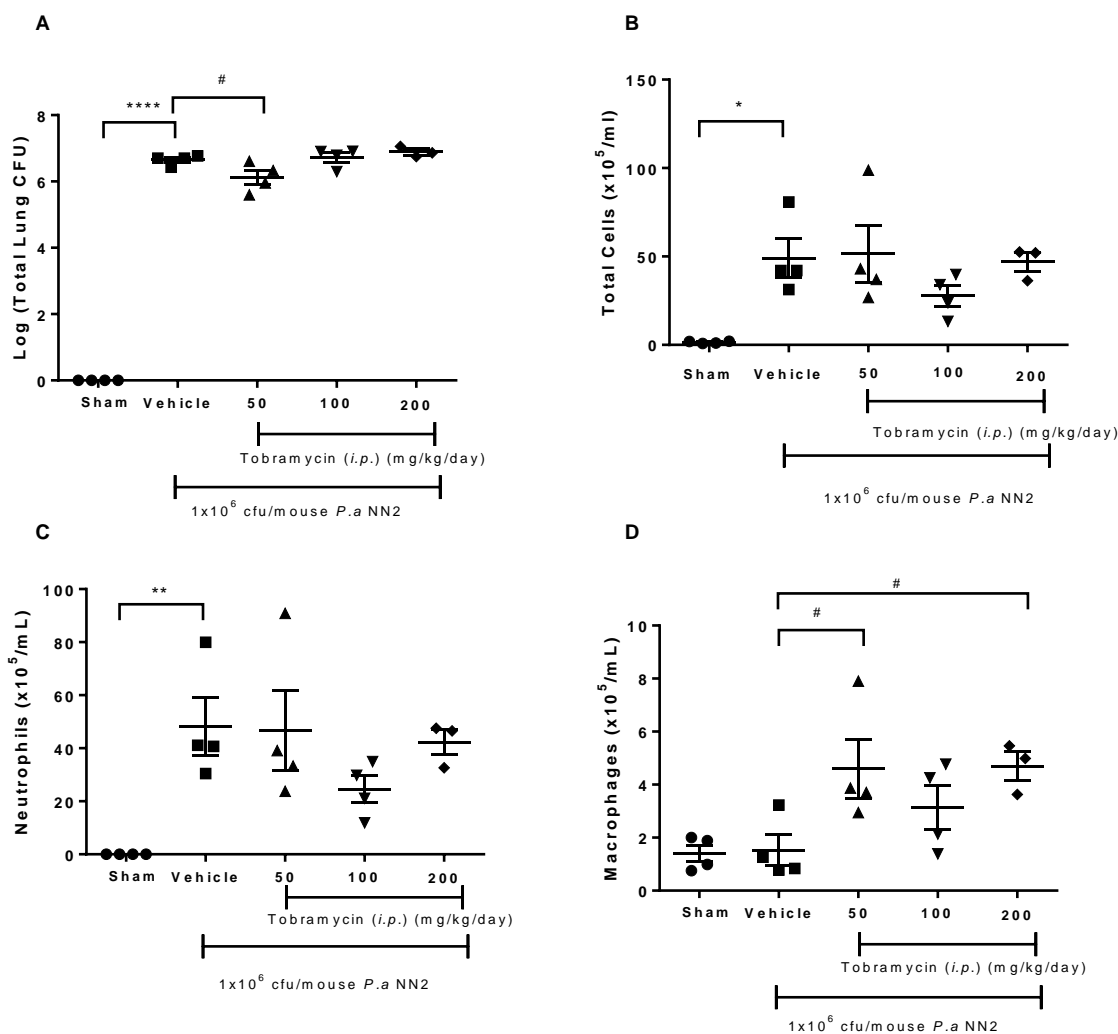 A
Log (Total Lung CFU)
8
6
4
2
0
****
#
Sham Vehicle 50 100 200
Tobramycin (i.p.) (mg/kg/day)
1x10⁶ cfu/mouse P.a NN2
B
Total Cells (x10⁵/ml)
150
100
50
0
*
Sham Vehicle 50 100 200
Tobramycin (i.p.) (mg/kg/day)
1x10⁶ cfu/mouse P.a NN2
C
Neutrophils (x10⁵/mL)
100
80
60
40
20
0
**
Sham Vehicle 50 100 200
Tobramycin (i.p.) (mg/kg/day)
1x10⁶ cfu/mouse P.a NN2
D
Macrophages (x10⁵/mL)
10
8
6
4
2
0
#
#
Sham Vehicle 50 100 200
Tobramycin (i.p.) (mg/kg/day)
1x10⁶ cfu/mouse P.a NN2